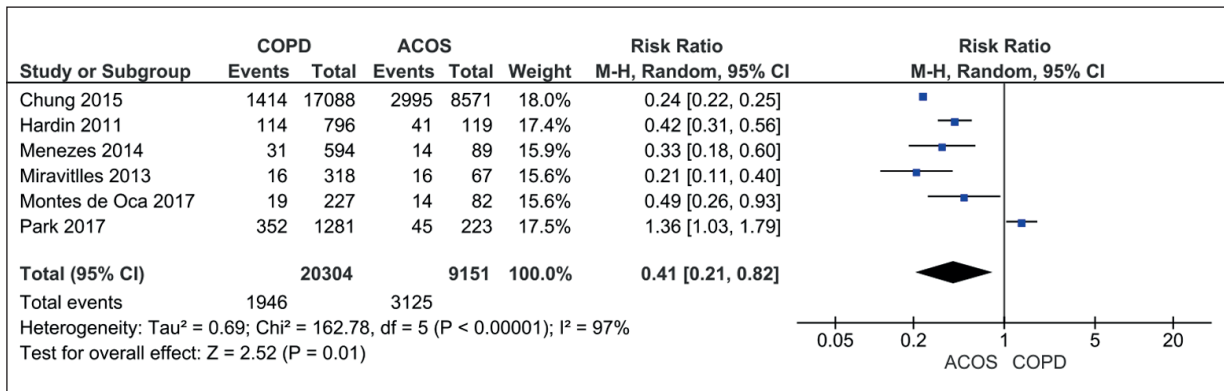 COPD ACOS Risk Ratio Risk Ratio
Study or Subgroup Events Total Events Total Weight M-H, Random, 95% CI M-H, Random, 95% CI
Chung 2015 1414 17088 2995 8571 18.0% 0.24 [0.22, 0.25]
Hardin 2011 114 796 41 119 17.4% 0.42 [0.31, 0.56]
Menezes 2014 31 594 14 89 15.9% 0.33 [0.18, 0.60]
Miravitlles 2013 16 318 16 67 15.6% 0.21 [0.11, 0.40]
Montes de Oca 2017 19 227 14 82 15.6% 0.49 [0.26, 0.93]
Park 2017 352 1281 45 223 17.5% 1.36 [1.03, 1.79]
Total (95% CI) 20304 9151 100.0% 0.41 [0.21, 0.82]
Total events 1946 3125
Heterogeneity: Tau² = 0.69; Chi² = 162.78, df = 5 (P < 0.00001); I² = 97%
Test for overall effect: Z = 2.52 (P = 0.01)
0.05 0.2 1 5 20
ACOS COPD